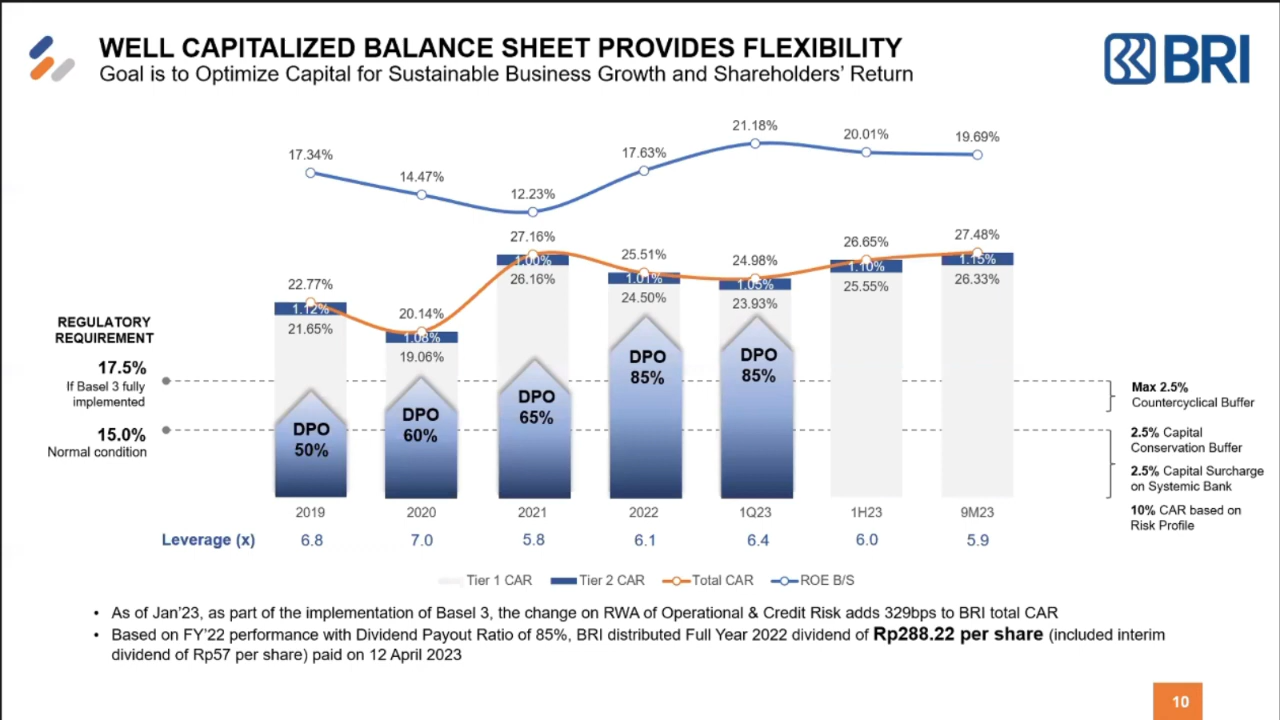 WELL CAPITALIZED BALANCE SHEET PROVIDES FLEXIBILITY
Goal is to Optimize Capital for Sustainable Business Growth and Shareholders' Return
BRI
17.34%
14.47%
12.23%
17.63%
21.18%
20.01%
19.69%
22.77%
20.14%
27.16%
25.51%
24.98%
26.65%
27.48%
1.12%
1.08%
1.00%
1.01%
1.05%
1.10%
1.15%
21.65%
19.06%
26.16%
24.50%
23.93%
25.55%
26.33%
REGULATORY
REQUIREMENT
17.5%
If Basel 3 fully
implemented
15.0%
Normal condition
DPO
50%
DPO
60%
DPO
65%
DPO
85%
DPO
85%
Max 2.5%
Countercyclical Buffer
2.5% Capital
Conservation Buffer
2.5% Capital Surcharge
on Systemic Bank
10% CAR based on
Risk Profile
2019 2020 2021 2022 1Q23 1H23 9M23
Leverage (x) 6.8 7.0 5.8 6.1 6.4 6.0 5.9
Tier 1 CAR Tier 2 CAR Total CAR ROE B/S
• As of Jan'23, as part of the implementation of Basel 3, the change on RWA of Operational & Credit Risk adds 329bps to BRI total CAR
• Based on FY'22 performance with Dividend Payout Ratio of 85%, BRI distributed Full Year 2022 dividend of Rp288.22 per share (included interim
dividend of Rp57 per share) paid on 12 April 2023
10